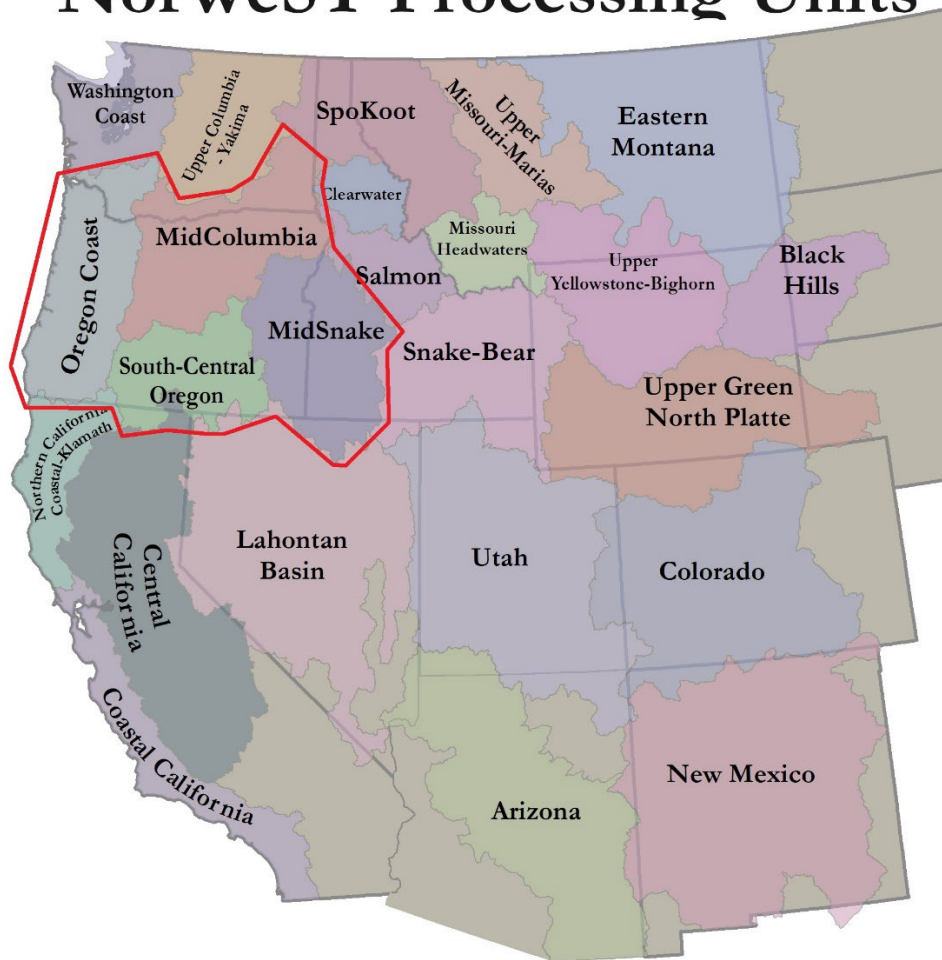 NorWeST Processing Units
Washington
Coast
Upper Columbia
- Yakima
SpoKoot
Upper
Missouri-Marias
Eastern
Montana
Clearwater
Oregon Coast
MidColumbia
Missouri
Headwaters
Salmon
Upper
Yellowstone-Bighorn
Black
Hills
MidSnake
Snake-Bear
South-Central
Oregon
Upper Green
North Platte
Northern California
Coastal-Klamath
Central
California
Lahontan
Basin
Utah
Colorado
Coastal California
Arizona
New Mexico